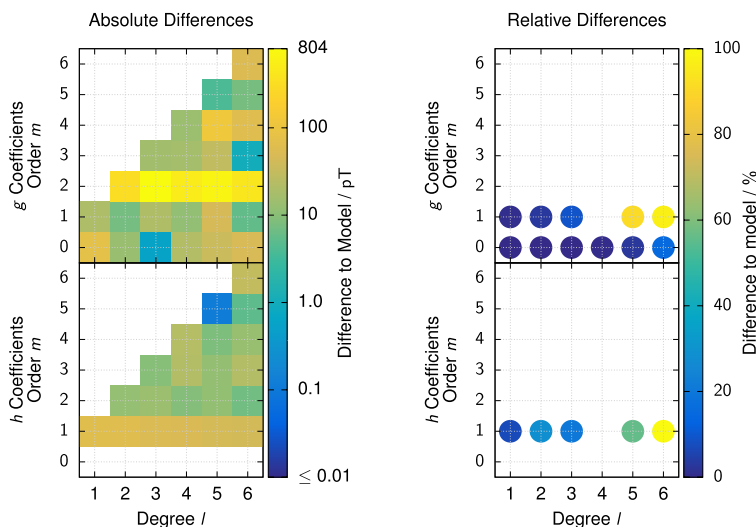 Absolute Differences
Relative Differences
g Coefficients
Order m
6
5
4
3
2
1
0
h Coefficients
Order m
6
5
4
3
2
1
0
1 2 3 4 5 6
Degree l
804
100
10
1.0
0.1
≤ 0.01
Difference to Model / pT
g Coefficients
Order m
6
5
4
3
2
1
0
h Coefficients
Order m
6
5
4
3
2
1
0
1 2 3 4 5 6
Degree l
100
80
60
40
20
0
Difference to model / %